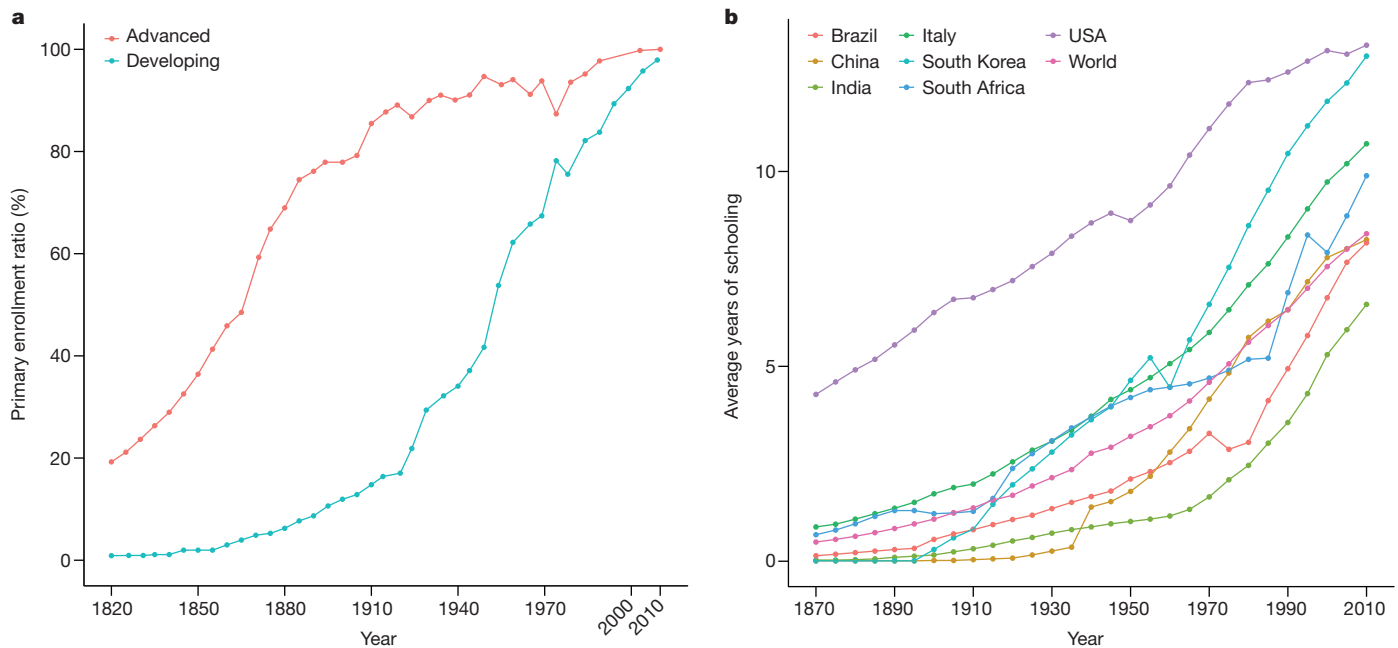 a
Advanced
Developing
Primary enrollment ratio (%)
100
80
60
40
20
0
1820
1850
1880
1910
1940
1970
2000
2010
Year
b
Brazil
China
India
Italy
South Korea
South Africa
USA
World
Average years of schooling
10
5
0
1870
1890
1910
1930
1950
1970
1990
2010
Year